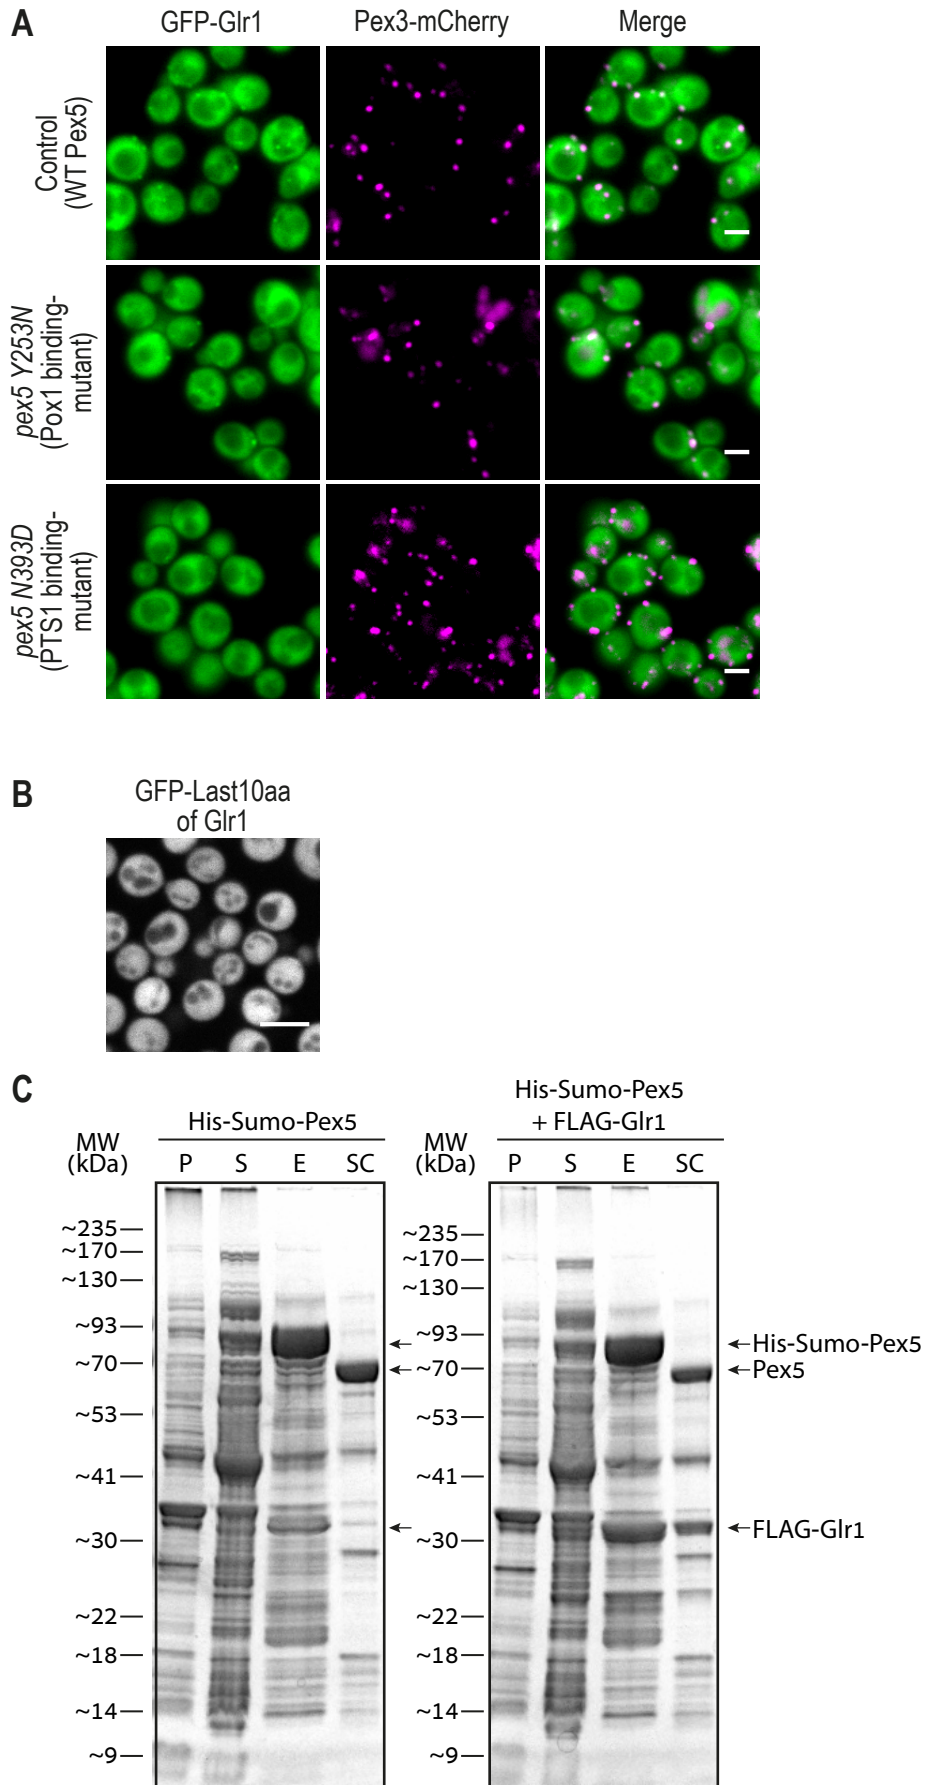 A
GFP-Glr1
Pex3-mCherry
Merge
Control
(WT Pex5)
pex5 Y253N
(Pox1 binding-
mutant)
pex5 N393D
(PTS1 binding-
mutant)
B
GFP-Last10aa
of Glr1
C
His-Sumo-Pex5
MW
(kDa)
P S E SC
~235
~170
~130
~93
~70
~53
~41
~30
~22
~18
~14
~9
His-Sumo-Pex5
+ FLAG-Glr1
MW
(kDa)
P S E SC
~235
~170
~130
~93
~70
~53
~41
~30
~22
~18
~14
~9
His-Sumo-Pex5
Pex5
FLAG-Glr1